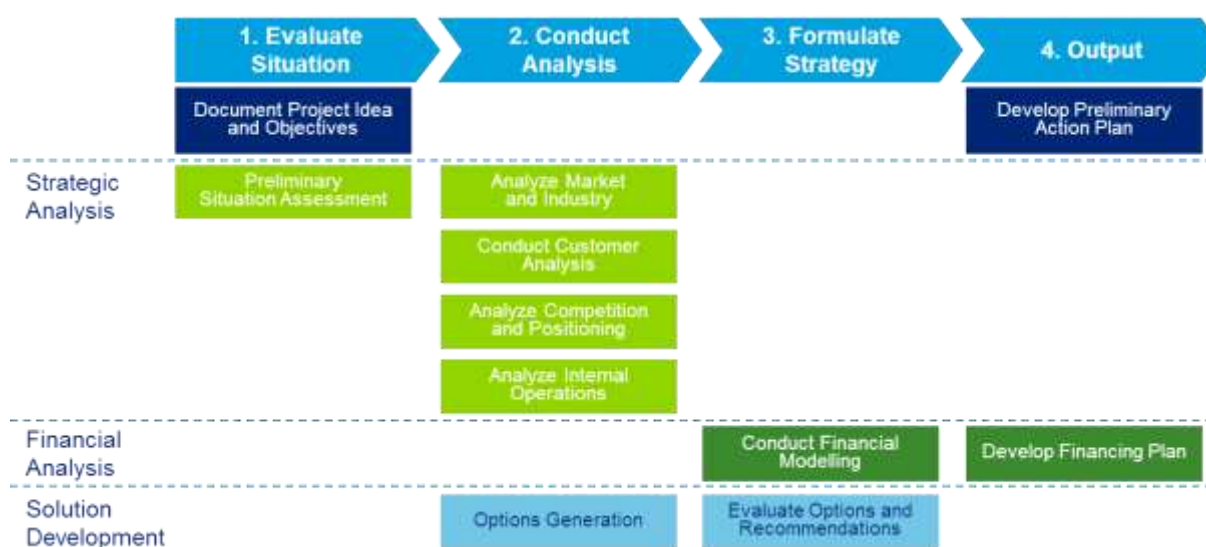 1. Evaluate
Situation
2. Conduct
Analysis
3. Formulate
Strategy
4. Output
Document Project Idea
and Objectives
Develop Preliminary
Action Plan
Strategic
Analysis
Preliminary
Situation Assessment
Analyze Market
and Industry
Conduct Customer
Analysis
Analyze Competition
and Positioning
Analyze Internal
Operations
Financial
Analysis
Conduct Financial
Modelling
Develop Financing Plan
Solution
Development
Options Generation
Evaluate Options and
Recommendations